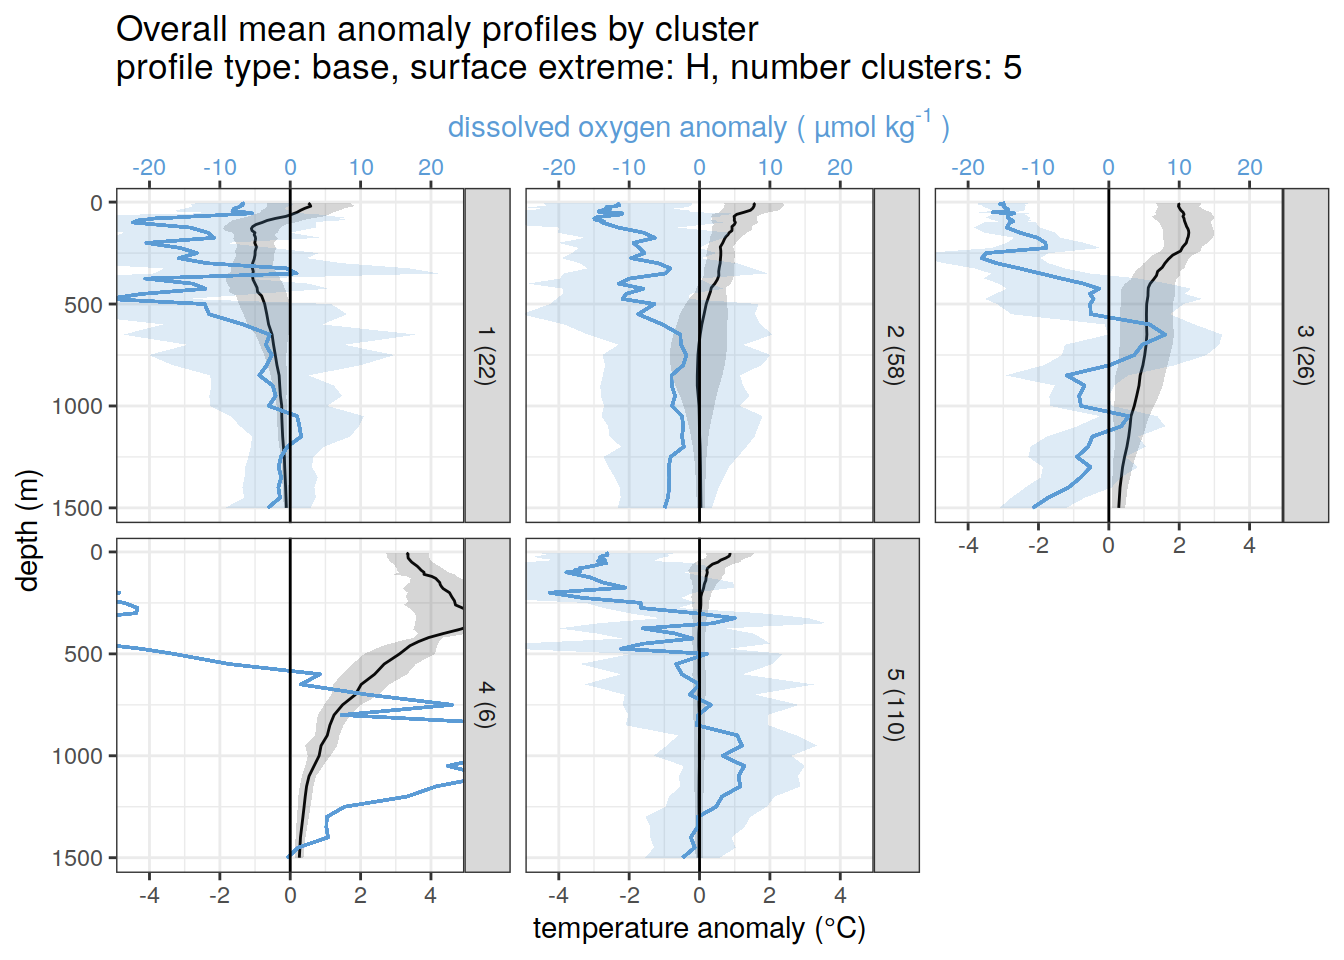 Overall mean anomaly profiles by cluster
profile type: base, surface extreme: H, number clusters: 5
dissolved oxygen anomaly ( µmol kg-1 )
-20 -10 0 10 20
-20 -10 0 10 20
-20 -10 0 10 20
0
500
1000
1500
1 (22)
2 (58)
3 (26)
-4 -2 0 2 4
depth (m)
0
500
1000
1500
4 (6)
5 (110)
-4 -2 0 2 4
-4 -2 0 2 4
temperature anomaly (°C)